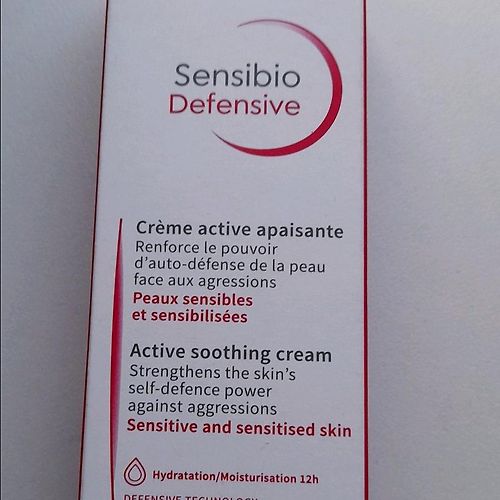 Sensibio
Defensive
Crème active apaisante
Renforce le pouvoir
d'auto-défense de la peau
face aux agressions
Peaux sensibles
et sensibilisées
Active soothing cream
Strengthens the skin's
self-defence power
against aggressions
Sensitive and sensitised skin
Hydratation/Moisturisation 12h
DEFENSIVE TECHNOLOGY